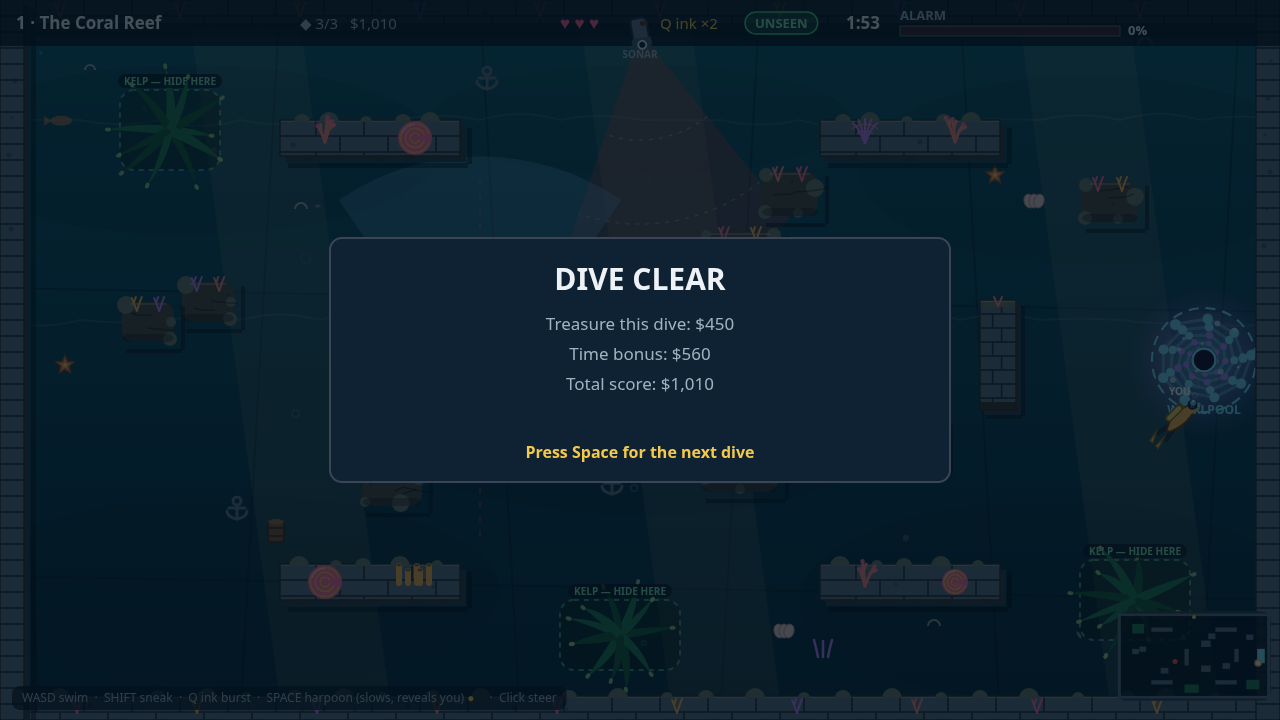 1 · The Coral Reef
◆ 3/3 $1,010
♥ ♥ ♥
Q ink ×2
UNSEEN
1:53
ALARM
0%
SONAR
KELP — HIDE HERE
DIVE CLEAR
Treasure this dive: $450
Time bonus: $560
Total score: $1,010
Press Space for the next dive
YOU
KELP — HIDE HERE
KELP — HIDE HERE
WASD swim · SHIFT sneak · Q ink burst · SPACE harpoon (slows, reveals you) ● · Click steer